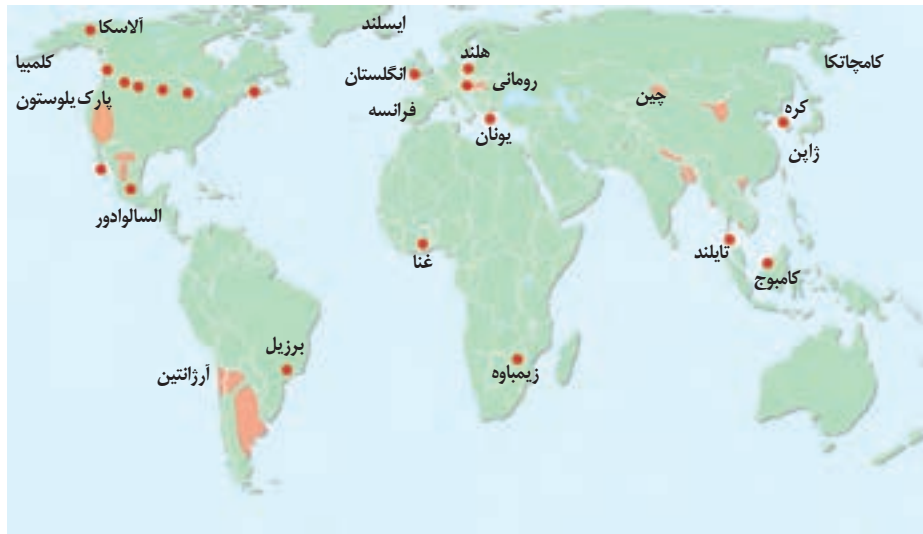 آلاسکا
ایسلند
کلمبیا
پارک یلوستون
انگلستان
هلند
رومانی
فرانسه
یونان
کامچاتکا
چین
کره
ژاپن
السالوادور
غنا
تایلند
کامبوج
برزیل
آرژانتین
زیمباوه